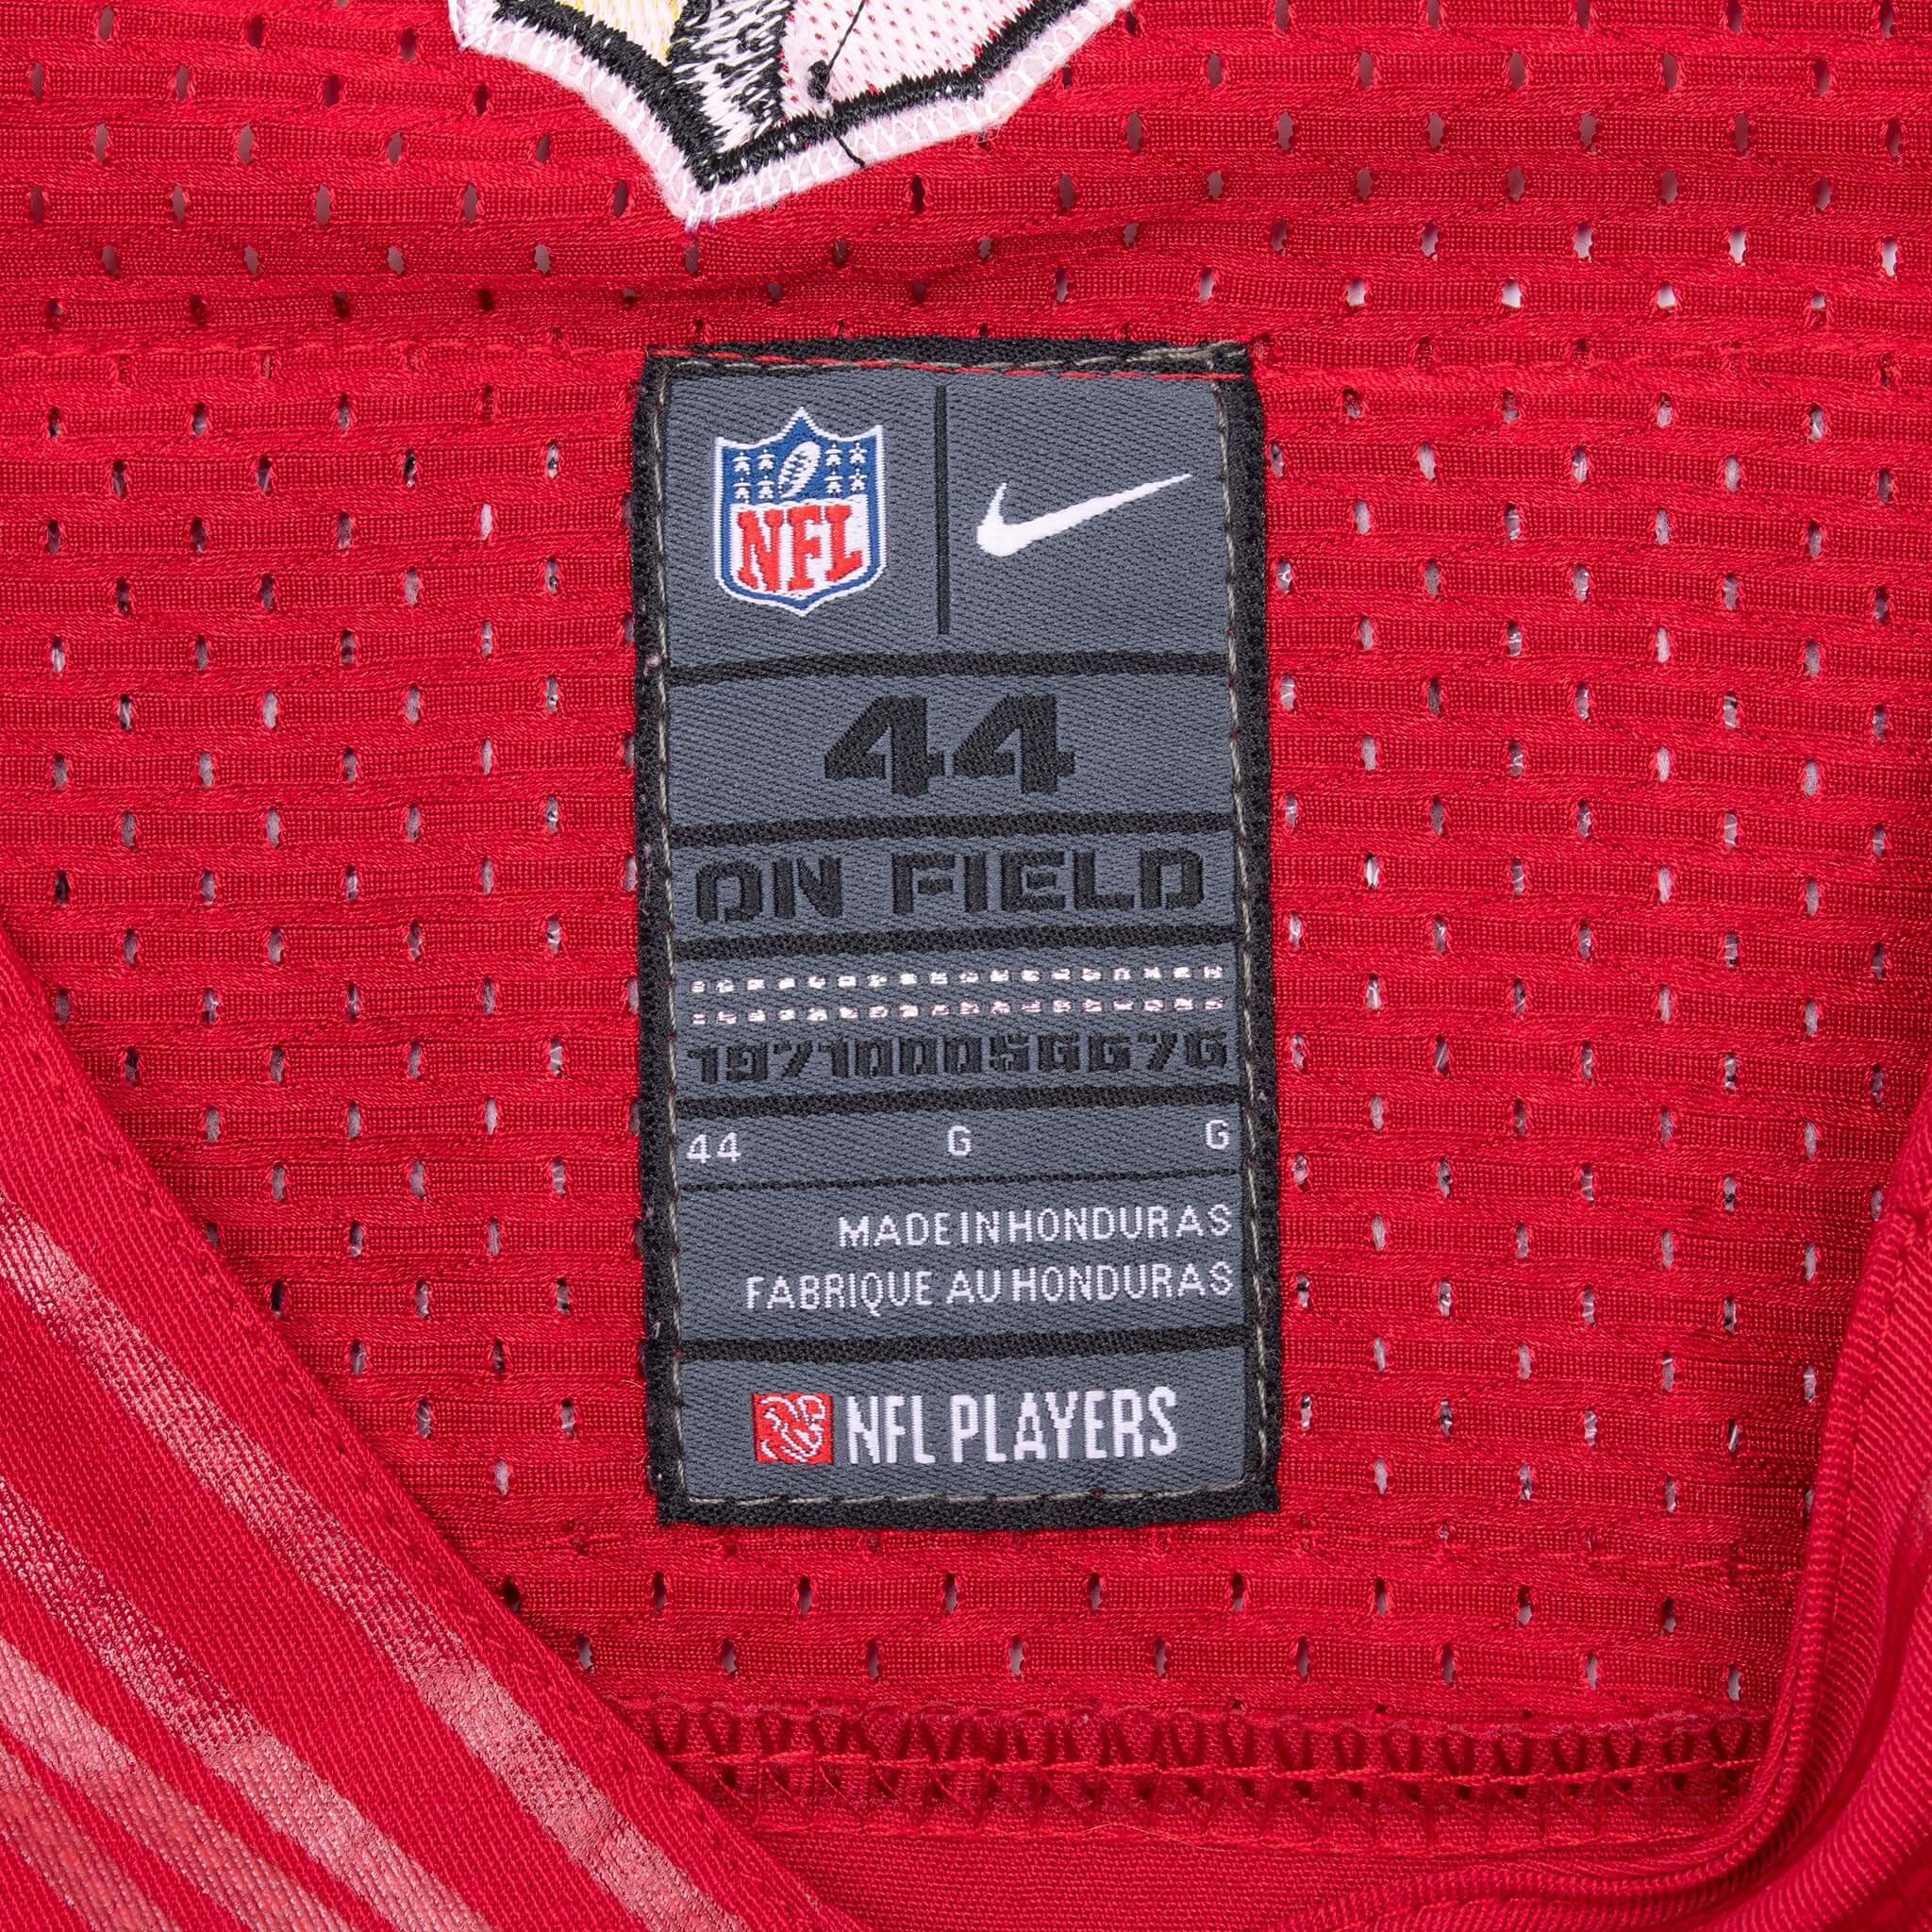 NFL
44
ON FIELD
44 G G
MADE IN HONDURAS
FABRIQUE AU HONDURAS
NFL PLAYERS